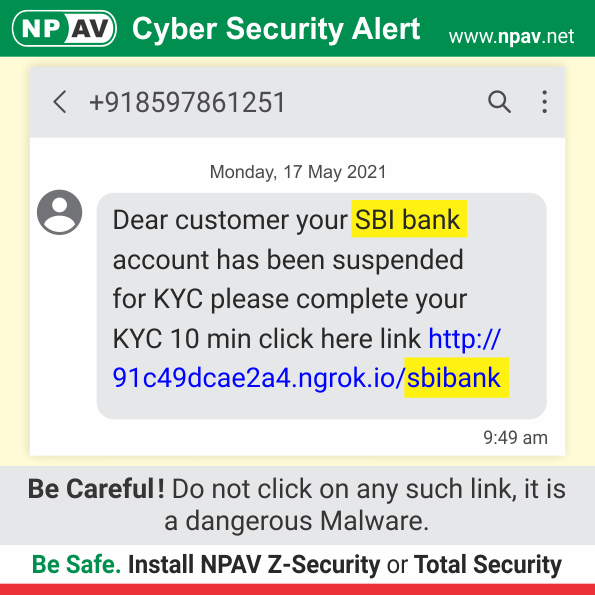 NP AV Cyber Security Alert www.npav.net
+918597861251
Monday, 17 May 2021
Dear customer your SBI bank
account has been suspended
for KYC please complete your
KYC 10 min click here link http://
91c49dcae2a4.ngrok.io/sbibank
9:49 am
Be Careful! Do not click on any such link, it is
a dangerous Malware.
Be Safe. Install NPAV Z-Security or Total Security